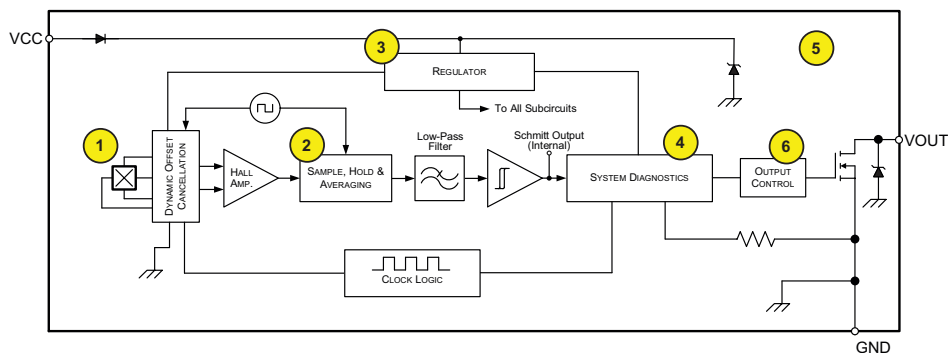 VCC
3
5
REGULATOR
To All Subcircuits
1
DYNAMIC OFFSET
CANCELLATION
HALL
AMP.
2
SAMPLE, HOLD &
AVERAGING
Low-Pass
Filter
Schmitt Output
(Internal)
4
SYSTEM DIAGNOSTICS
6
OUTPUT
CONTROL
VOUT
CLOCK LOGIC
GND